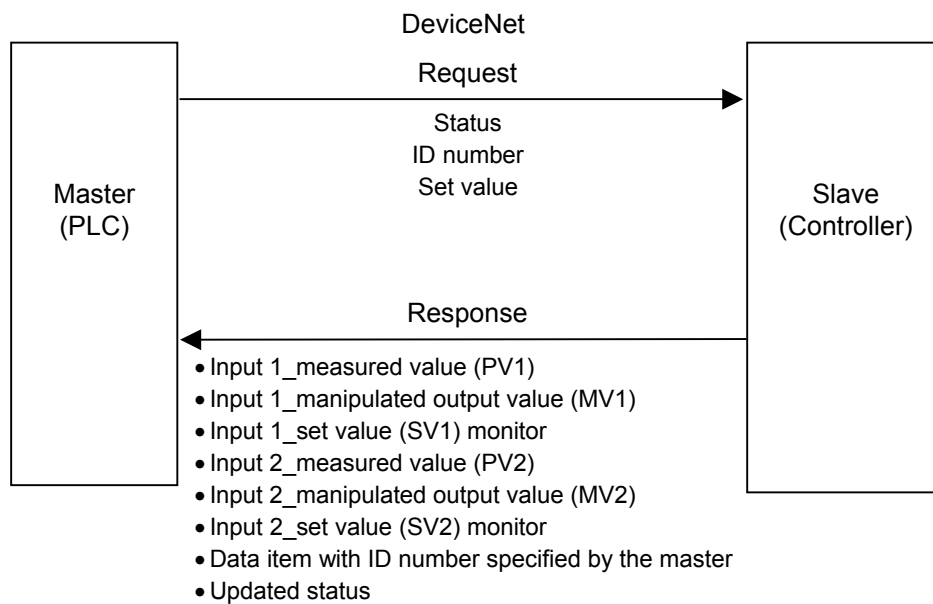 DeviceNet
Request
Status
ID number
Set value
Master
(PLC)
Slave
(Controller)
Response
• Input 1_measured value (PV1)
• Input 1_manipulated output value (MV1)
• Input 1_set value (SV1) monitor
• Input 2_measured value (PV2)
• Input 2_manipulated output value (MV2)
• Input 2_set value (SV2) monitor
• Data item with ID number specified by the master
• Updated status